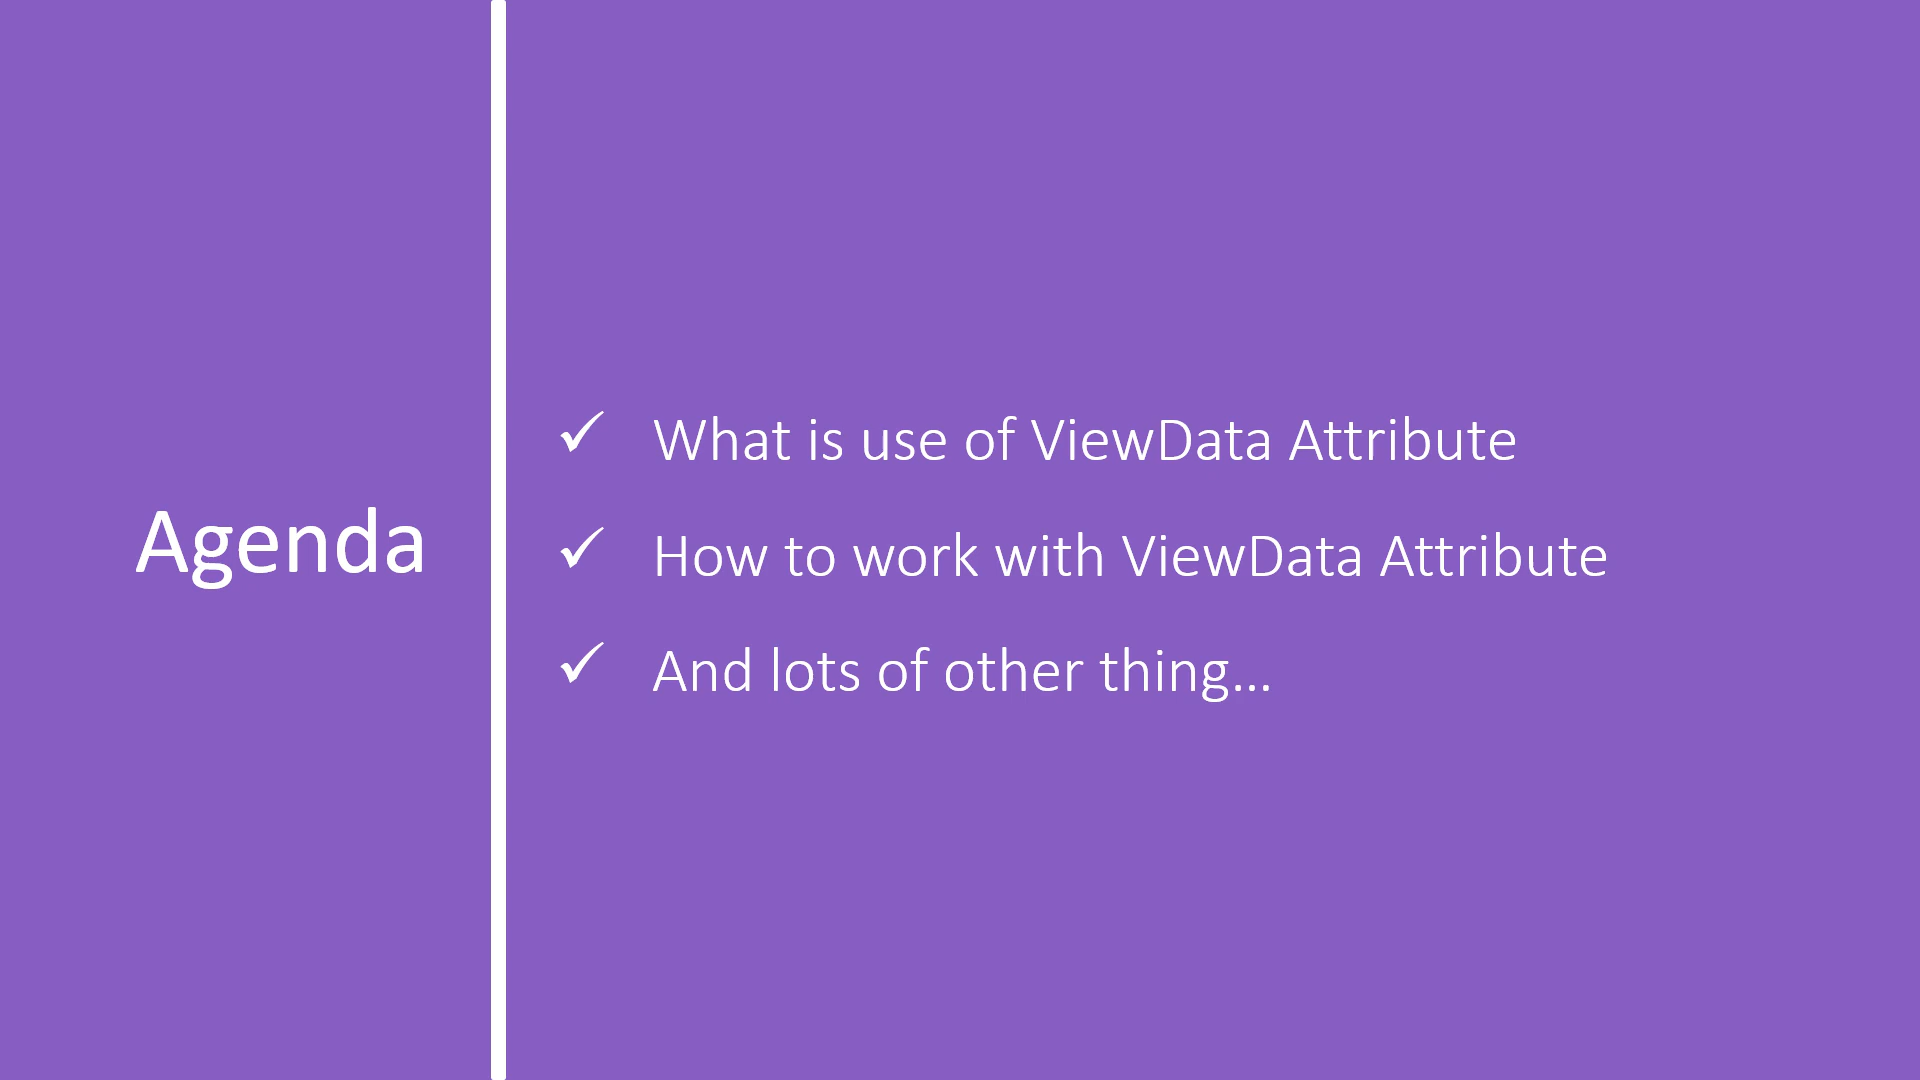 Agenda
✓ What is use of ViewData Attribute
✓ How to work with ViewData Attribute
✓ And lots of other thing...